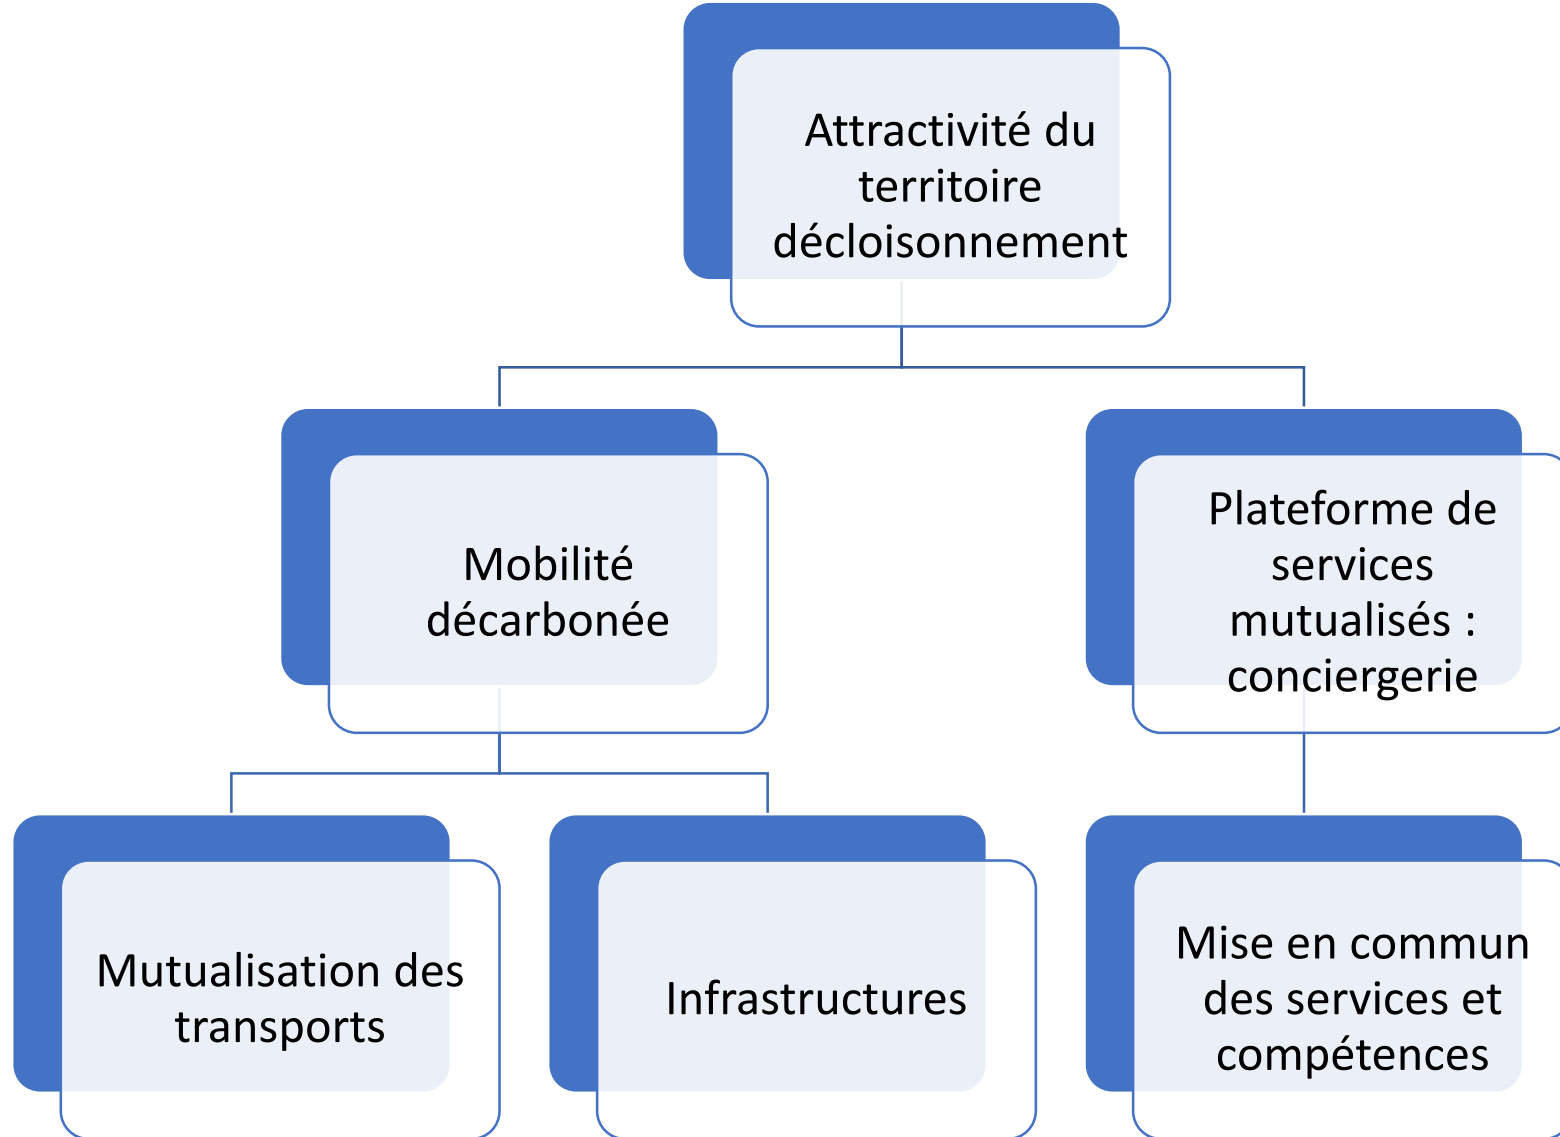 Attractivité du
territoire
décloisonnement
Mobilité
décarbonée
Plateforme de
services
mutualisés :
conciergerie
Mutualisation des
transports
Infrastructures
Mise en commun
des services et
compétences